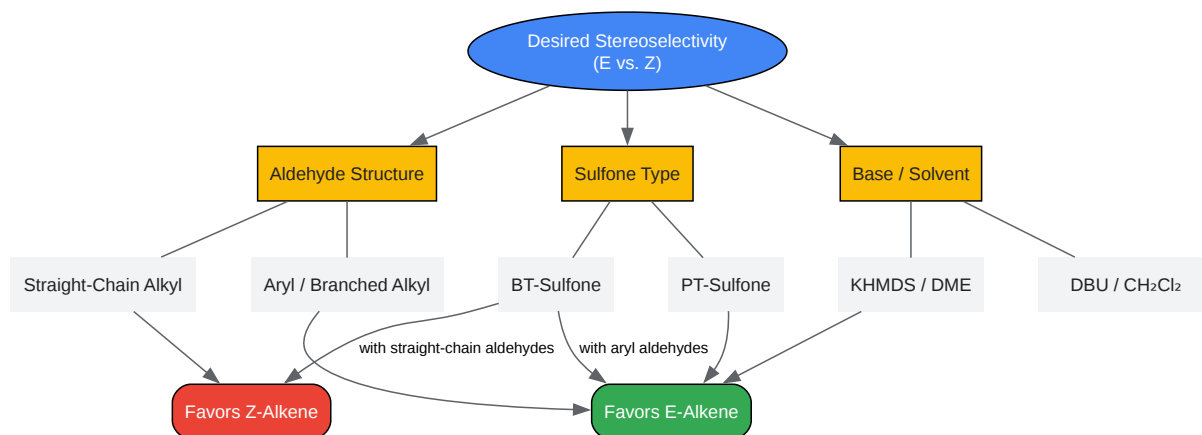 Desired Stereoselectivity
(E vs. Z)
Aldehyde Structure
Sulfone Type
Base / Solvent
Straight-Chain Alkyl
Aryl / Branched Alkyl
BT-Sulfone
PT-Sulfone
KHMDS / DME
DBU / CH₂Cl₂
with straight-chain aldehydes
with aryl aldehydes
Favors Z-Alkene
Favors E-Alkene